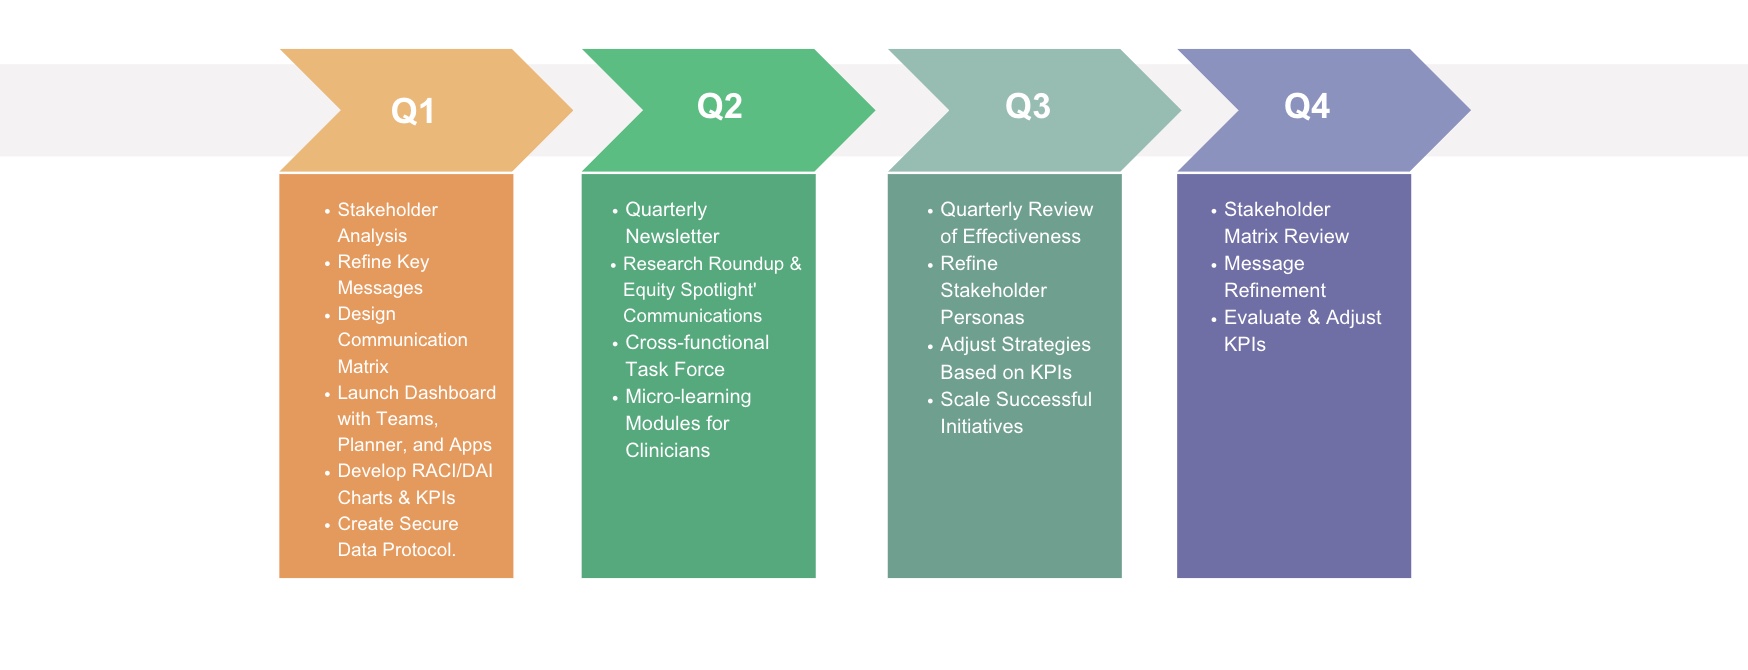 Q1
Q2
Q3
Q4
• Stakeholder
Analysis
• Refine Key
Messages
• Design
Communication
Matrix
• Launch Dashboard
with Teams,
Planner, and Apps
• Develop RACI/DAI
Charts & KPIs
• Create Secure
Data Protocol.
• Quarterly
Newsletter
• Research Roundup &
Equity Spotlight'
Communications
• Cross-functional
Task Force
• Micro-learning
Modules for
Clinicians
• Quarterly Review
of Effectiveness
• Refine
Stakeholder
Personas
• Adjust Strategies
Based on KPIs
• Scale Successful
Initiatives
• Stakeholder
Matrix Review
• Message
Refinement
• Evaluate & Adjust
KPIs